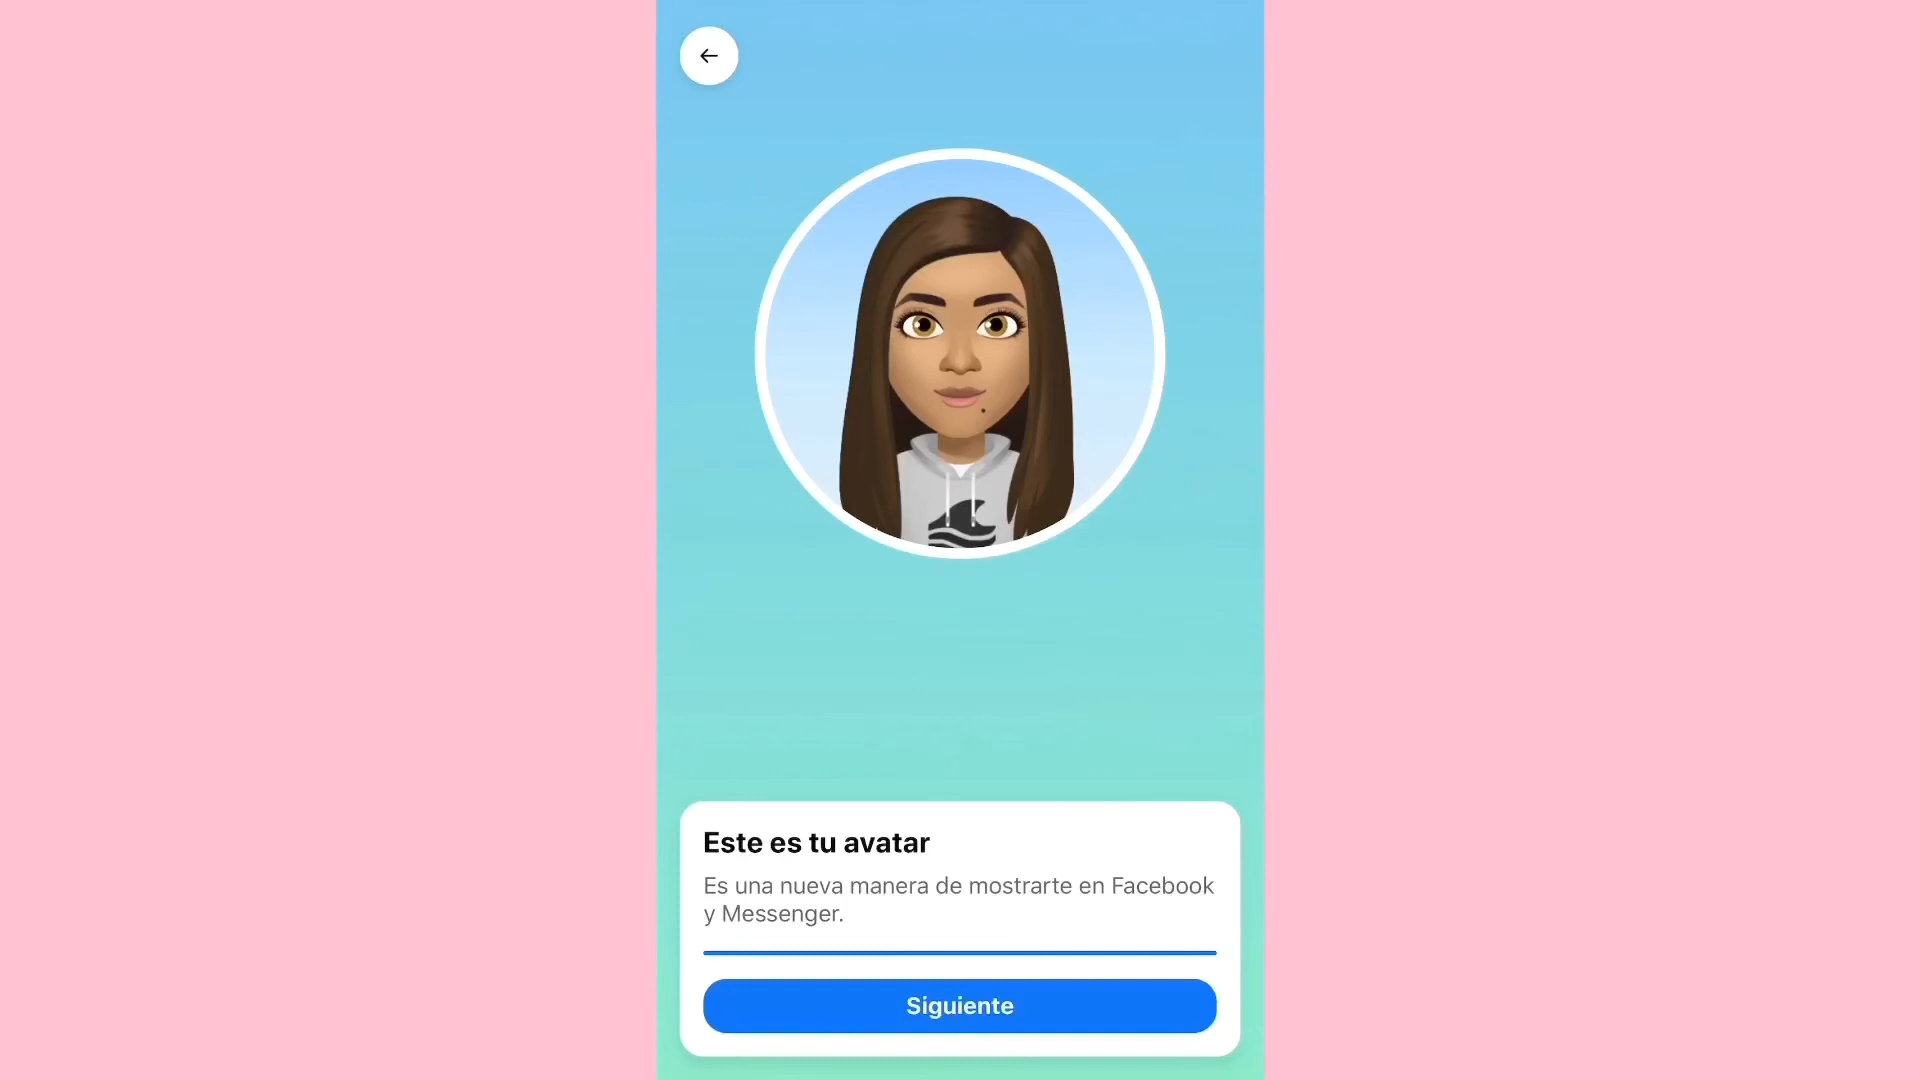 Este es tu avatar
Es una nueva manera de mostrarte en Facebook
y Messenger.
Siguiente